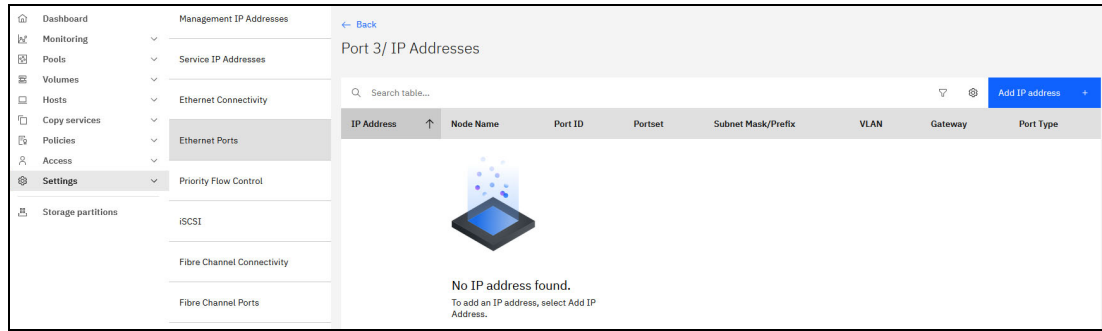 Dashboard
Monitoring
Pools
Volumes
Hosts
Copy services
Policies
Access
Settings
Storage partitions
Management IP Addresses
Service IP Addresses
Ethernet Connectivity
Ethernet Ports
Priority Flow Control
iSCSI
Fibre Channel Connectivity
Fibre Channel Ports
← Back
Port 3/ IP Addresses
Search table...
Add IP address +
IP Address ↑ Node Name Port ID Portset Subnet Mask/Prefix VLAN Gateway Port Type
No IP address found.
To add an IP address, select Add IP
Address.